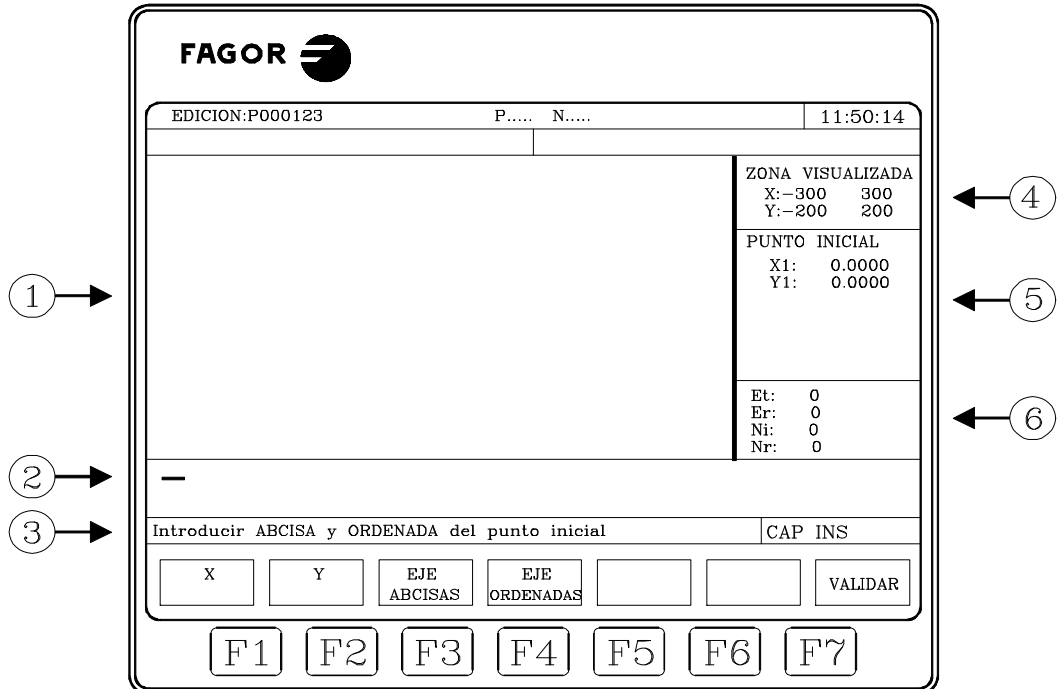 FAGOR
EDICION:P000123 P..... N..... 11:50:14
ZONA VISUALIZADA
X:-300 300
Y:-200 200
PUNTO INICIAL
X1: 0.0000
Y1: 0.0000
Et: 0
Er: 0
Ni: 0
Nr: 0
1
2
3
4
5
6
Introducir ABCISA y ORDENADA del punto inicial
CAP INS
X
Y
EJE
ABCISAS
EJE
ORDENADAS
VALIDAR
F1 F2 F3 F4 F5 F6 F7